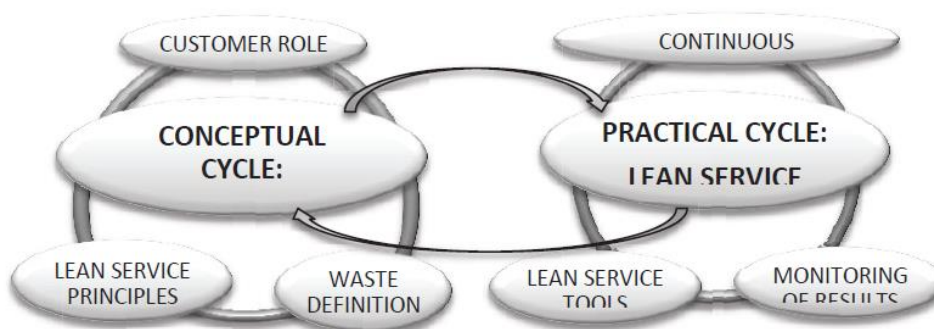 CUSTOMER ROLE
CONTINUOUS
CONCEPTUAL
CYCLE:
PRACTICAL CYCLE:
LEAN SERVICE
LEAN SERVICE
PRINCIPLES
WASTE
DEFINITION
LEAN SERVICE
TOOLS
MONITORING
OF RESULTS